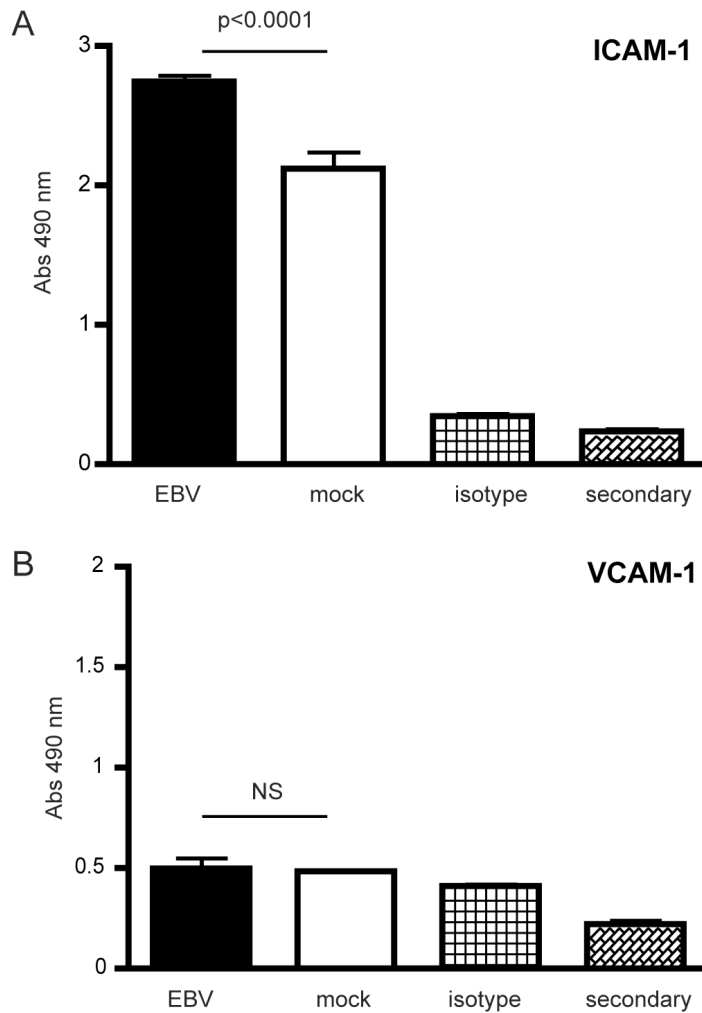 A
p<0.0001
ICAM-1
3
2
1
0
Abs 490 nm
EBV mock isotype secondary
B
VCAM-1
2
1.5
1
0.5
0
Abs 490 nm
NS
EBV mock isotype secondary